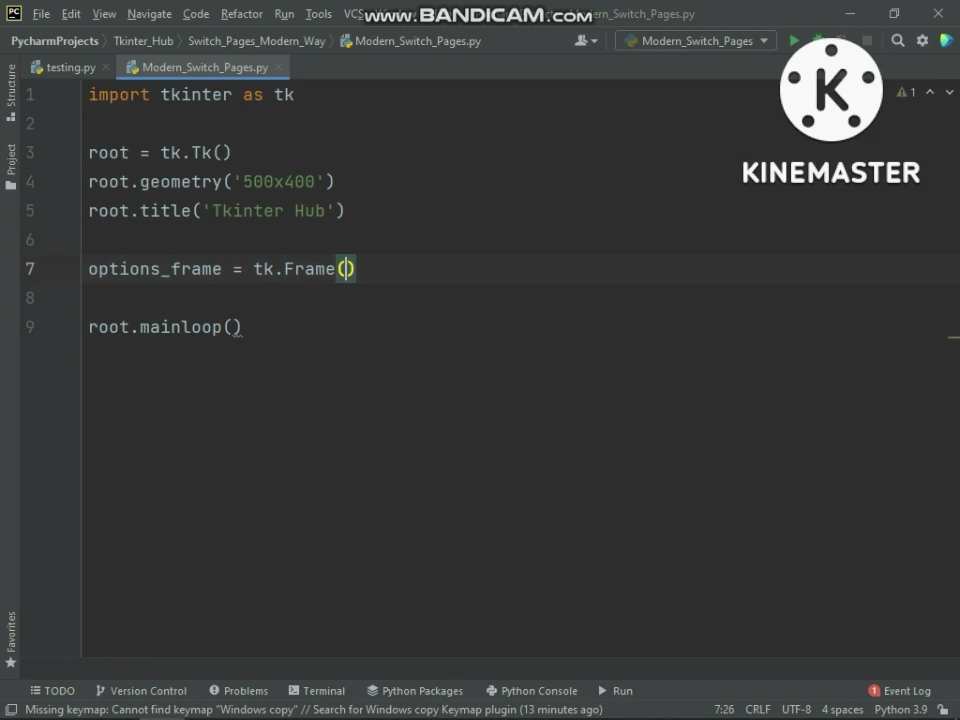 PC File Edit View Navigate Code Refactor Run Tools VCS www.BANDICAM.com Modern_Switch_Pages.py
PycharmProjects Tkinter_Hub Switch_Pages_Modern_Way Modern_Switch_Pages.py Modern_Switch_Pages
testing.py Modern_Switch_Pages.py
Structure
Project
Favorites
1 import tkinter as tk
2
3 root = tk.Tk()
4 root.geometry('500x400')
5 root.title('Tkinter Hub')
6
7 options_frame = tk.Frame()
8
9 root.mainloop()
1
K
KINEMASTER
TODO Version Control Problems Terminal Python Packages Python Console Run 1 Event Log
Missing keymap: Cannot find keymap "Windows copy" // Search for Windows copy Keymap plugin (13 minutes ago) 7:26 CRLF UTF-8 4 spaces Python 3.9